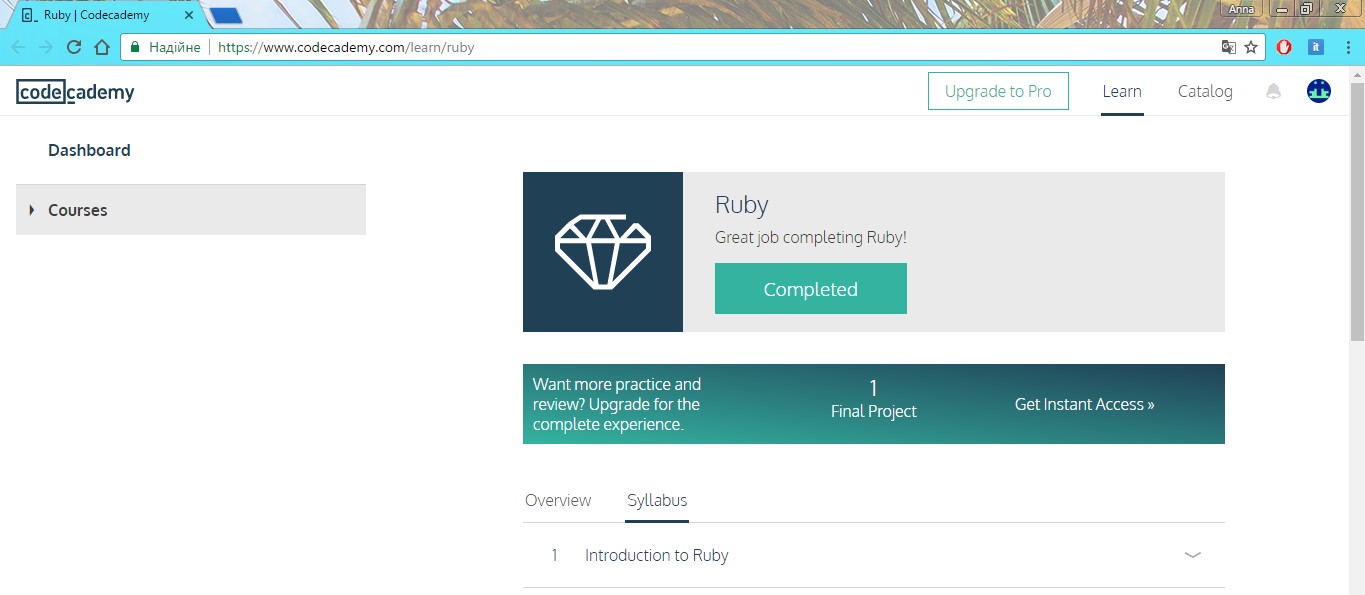 Ruby | Codecademy
Anna
Надійне
https://www.codecademy.com/learn/ruby
codecademy
Upgrade to Pro
Learn
Catalog
Dashboard
Courses
Ruby
Great job completing Ruby!
Completed
Want more practice and
review? Upgrade for the
complete experience.
1
Final Project
Get Instant Access »
Overview
Syllabus
1 Introduction to Ruby